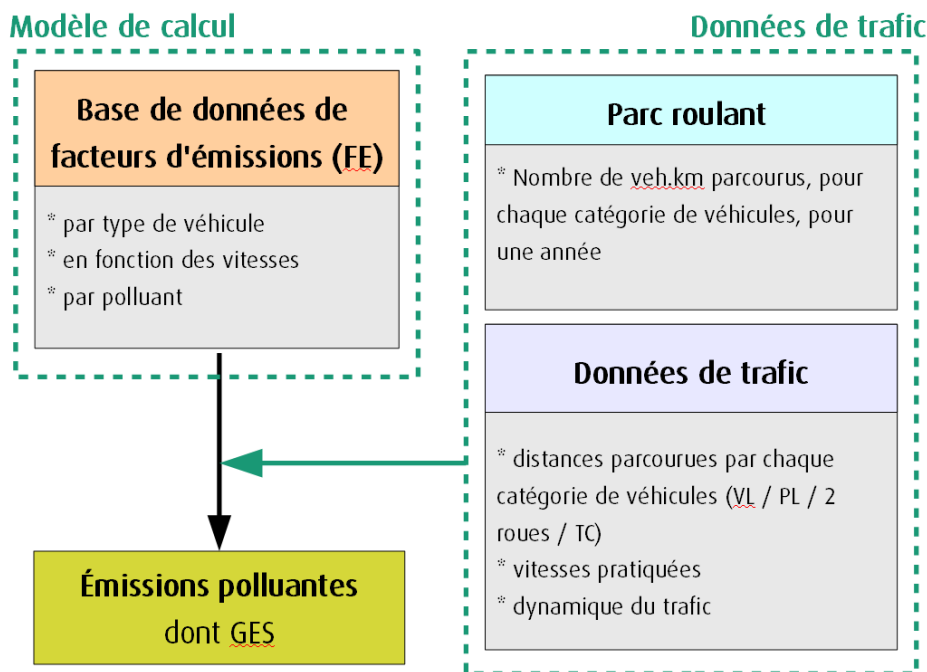 Modèle de calcul
Base de données de
facteurs d'émissions (FE)
* par type de véhicule
* en fonction des vitesses
* par polluant
Émissions polluantes
dont GES
Données de trafic
Parc roulant
* Nombre de veh.km parcourus, pour
chaque catégorie de véhicules, pour
une année
Données de trafic
* distances parcourues par chaque
catégorie de véhicules (VL / PL / 2
roues / TC)
* vitesses pratiquées
* dynamique du trafic